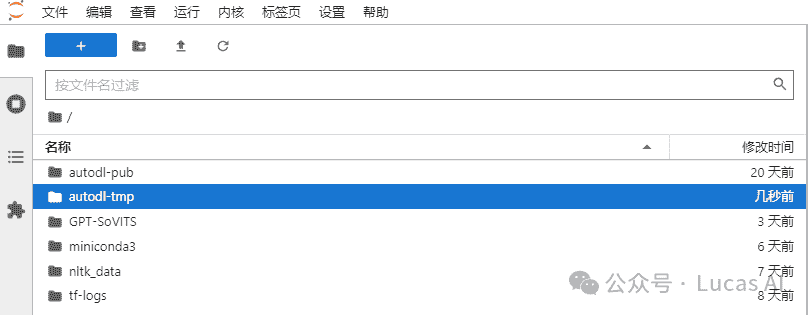 文件 编辑 查看 运行 内核 标签页 设置 帮助
按文件名过滤
/
名称 修改时间
autodl-pub 20 天前
autodl-tmp 几秒前
GPT-SoVITS 3 天前
miniconda3 6 天前
nltk_data 7 天前
tf-logs 8 天前
公众号 · Lucas AI